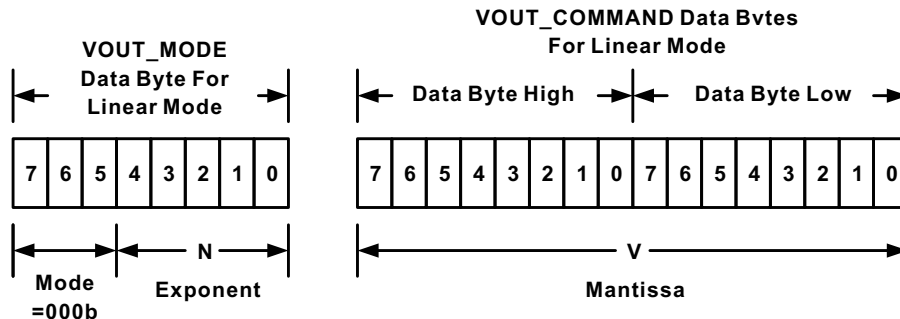 VOUT_MODE
Data Byte For
Linear Mode
7 6 5 4 3 2 1 0
N
Mode
=000b
Exponent
VOUT_COMMAND Data Bvtes
For Linear Mode
Data Byte High
Data Byte Low
7 6 5 4 3 2 1 0 7 6 5 4 3 2 1 0
V
Mantissa